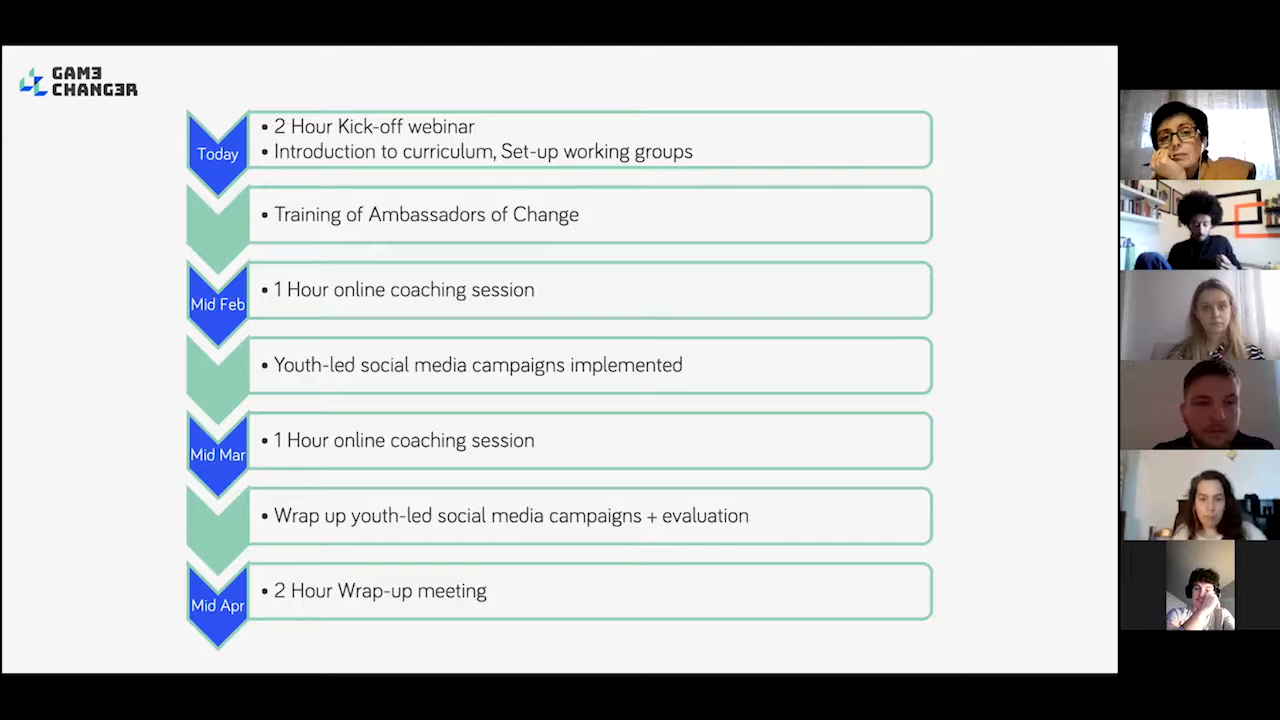 GAMƎ
CHANGƎR
Today
• 2 Hour Kick-off webinar
• Introduction to curriculum, Set-up working groups
• Training of Ambassadors of Change
Mid Feb
• 1 Hour online coaching session
• Youth-led social media campaigns implemented
Mid Mar
• 1 Hour online coaching session
• Wrap up youth-led social media campaigns + evaluation
Mid Apr
• 2 Hour Wrap-up meeting